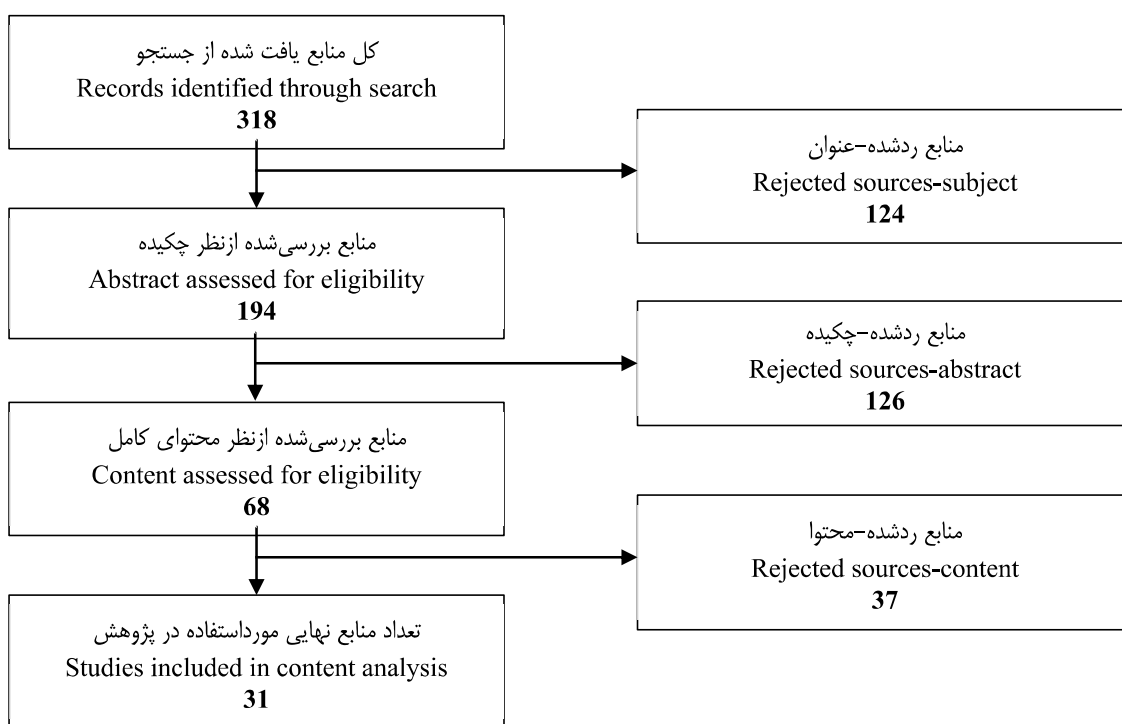 کل منابع یافت شده از جستجو
Records identified through search
318
منابع ردشده-عنوان
Rejected sources-subject
124
منابع بررسی‌شده ازنظر چکیده
Abstract assessed for eligibility
194
منابع ردشده-چکیده
Rejected sources-abstract
126
منابع بررسی‌شده ازنظر محتوای کامل
Content assessed for eligibility
68
منابع ردشده-محتوا
Rejected sources-content
37
تعداد منابع نهایی مورداستفاده در پژوهش
Studies included in content analysis
31